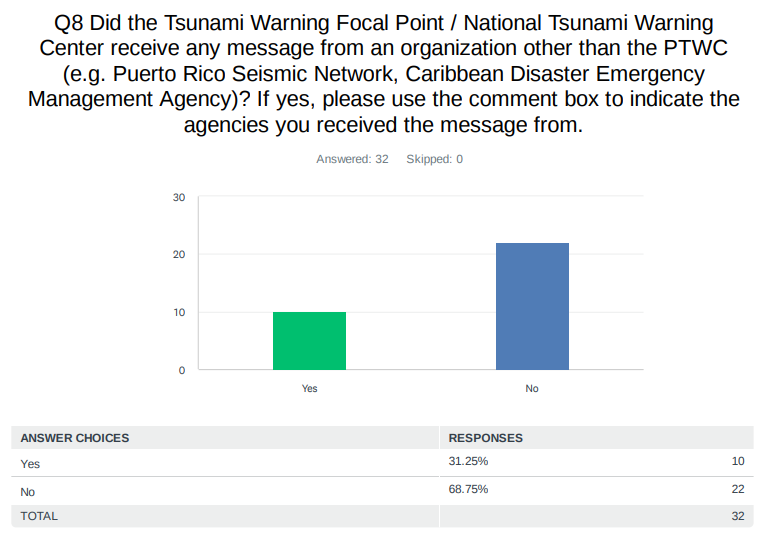 Q8 Did the Tsunami Warning Focal Point / National Tsunami Warning
Center receive any message from an organization other than the PTWC
(e.g. Puerto Rico Seismic Network, Caribbean Disaster Emergency
Management Agency)? If yes, please use the comment box to indicate the
agencies you received the message from.
Answered: 32 Skipped: 0
30
20
10
0
Yes No
ANSWER CHOICES RESPONSES
Yes 31.25% 10
No 68.75% 22
TOTAL 32